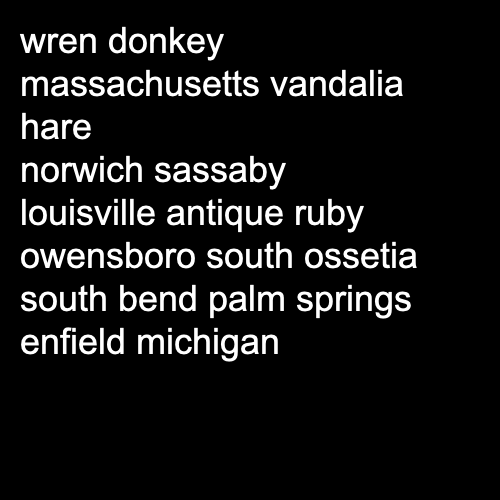 wren donkey
massachusetts vandalia
hare
norwich sassaby
louisville antique ruby
owensboro south ossetia
south bend palm springs
enfield michigan